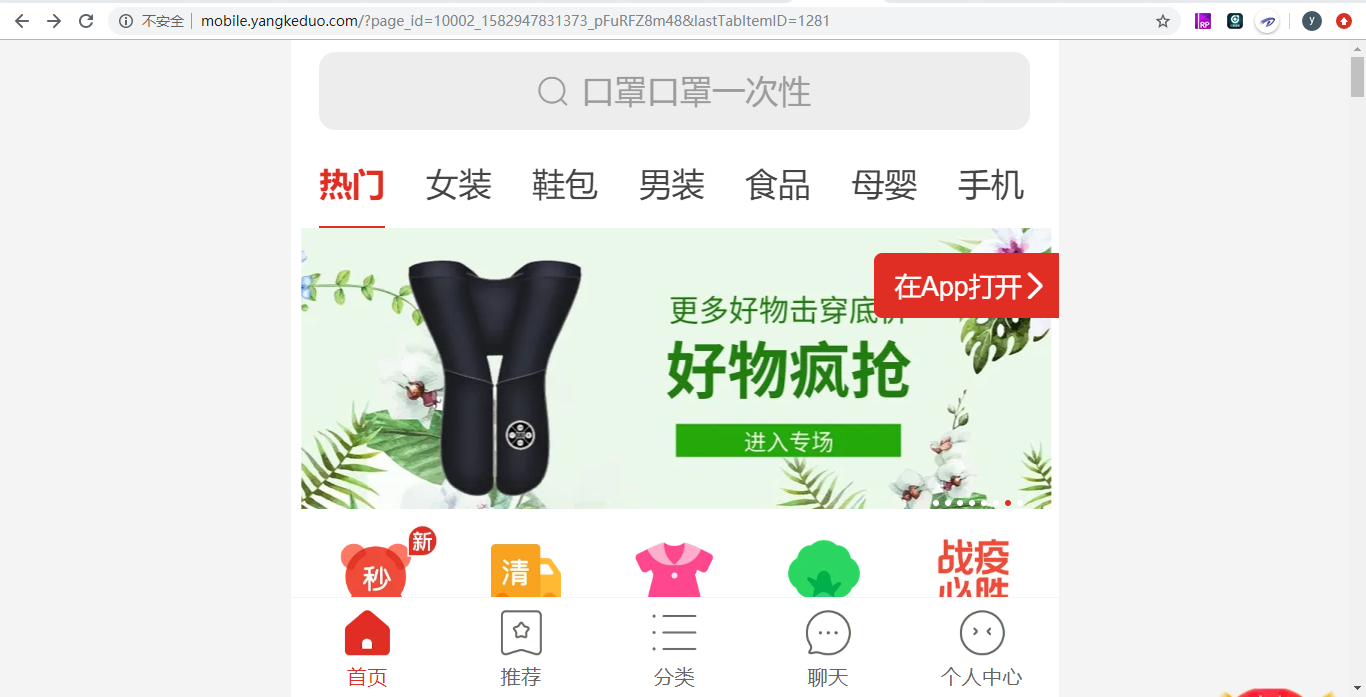 不安全 mobile.yangkeduo.com/?page_id=10002_1582947831373_pFuRFZ8m48&lastTabItemID=1281 RP y
口罩口罩一次性
热门 女装 鞋包 男装 食品 母婴 手机
在App打开
更多好物击穿底价
好物疯抢
进入专场
新
秒 清 战疫
必胜
首页 推荐 分类 聊天 个人中心